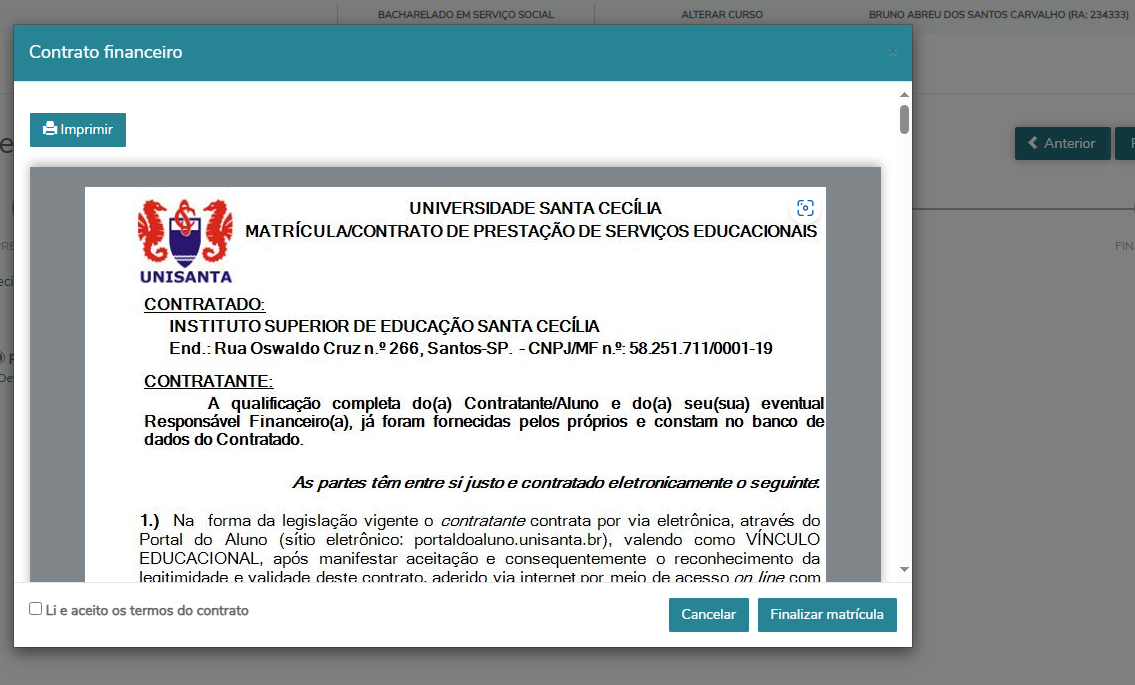 BACHARELADO EM SERVIÇO SOCIAL
ALTERAR CURSO
BRUNO ABREU DOS SANTOS CARVALHO (RA: 234333)
Contrato financeiro
×
Imprimir
Anterior
UNISANTA
UNIVERSIDADE SANTA CECÍLIA
MATRÍCULA/CONTRATO DE PRESTAÇÃO DE SERVIÇOS EDUCACIONAIS
CONTRATADO:
INSTITUTO SUPERIOR DE EDUCAÇÃO SANTA CECÍLIA
End.: Rua Oswaldo Cruz n.º 266, Santos-SP. - CNPJ/MF n.º: 58.251.711/0001-19
CONTRATANTE:
A qualificação completa do(a) Contratante/Aluno e do(a) seu(sua) eventual
Responsável Financeiro(a), já foram fornecidas pelos próprios e constam no banco de
dados do Contratado.
As partes têm entre si justo e contratado eletronicamente o seguinte:
1.) Na forma da legislação vigente o contratante contrata por via eletrônica, através do
Portal do Aluno (sítio eletrônico: portaldoaluno.unisanta.br), valendo como VÍNCULO
EDUCACIONAL, após manifestar aceitação e consequentemente o reconhecimento da
legitimidade e validade deste contrato, aderido via internet por meio de acesso on line com
Li e aceito os termos do contrato
Cancelar
Finalizar matrícula